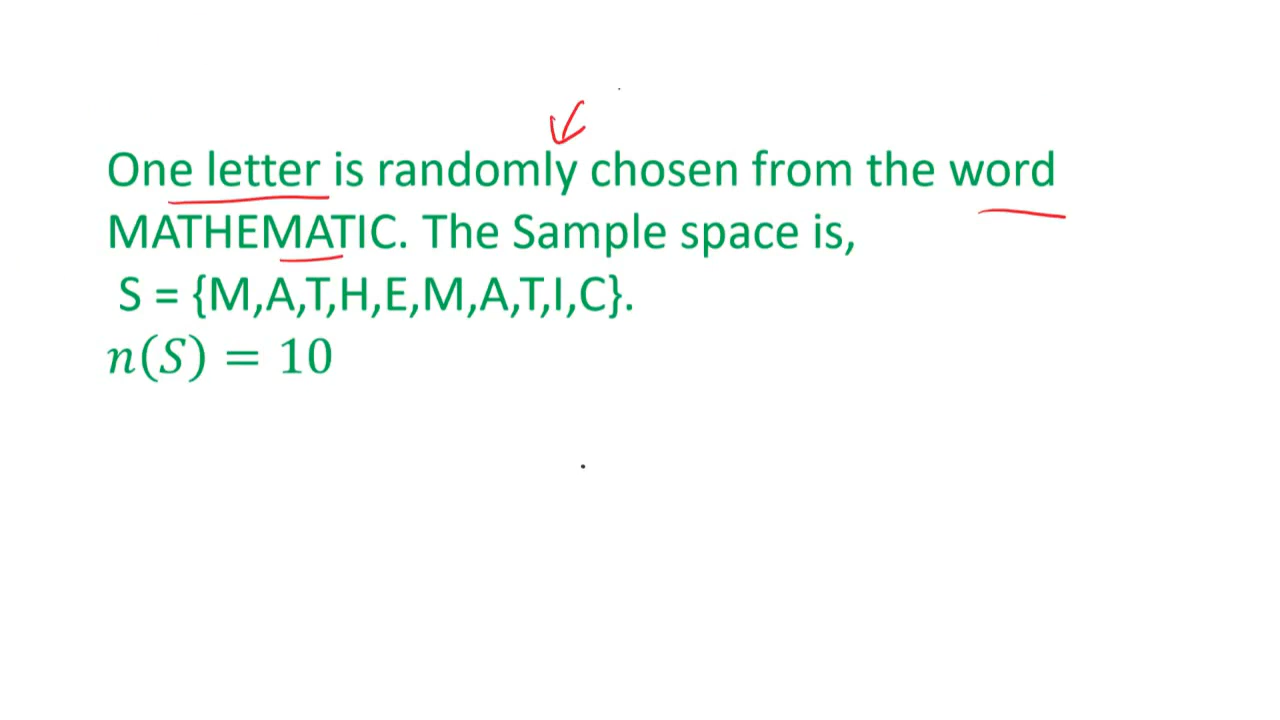 One letter is randomly chosen from the word
MATHEMATIC. The Sample space is,
S = {M,A,T,H,E,M,A,T,I,C}.
n(S) = 10